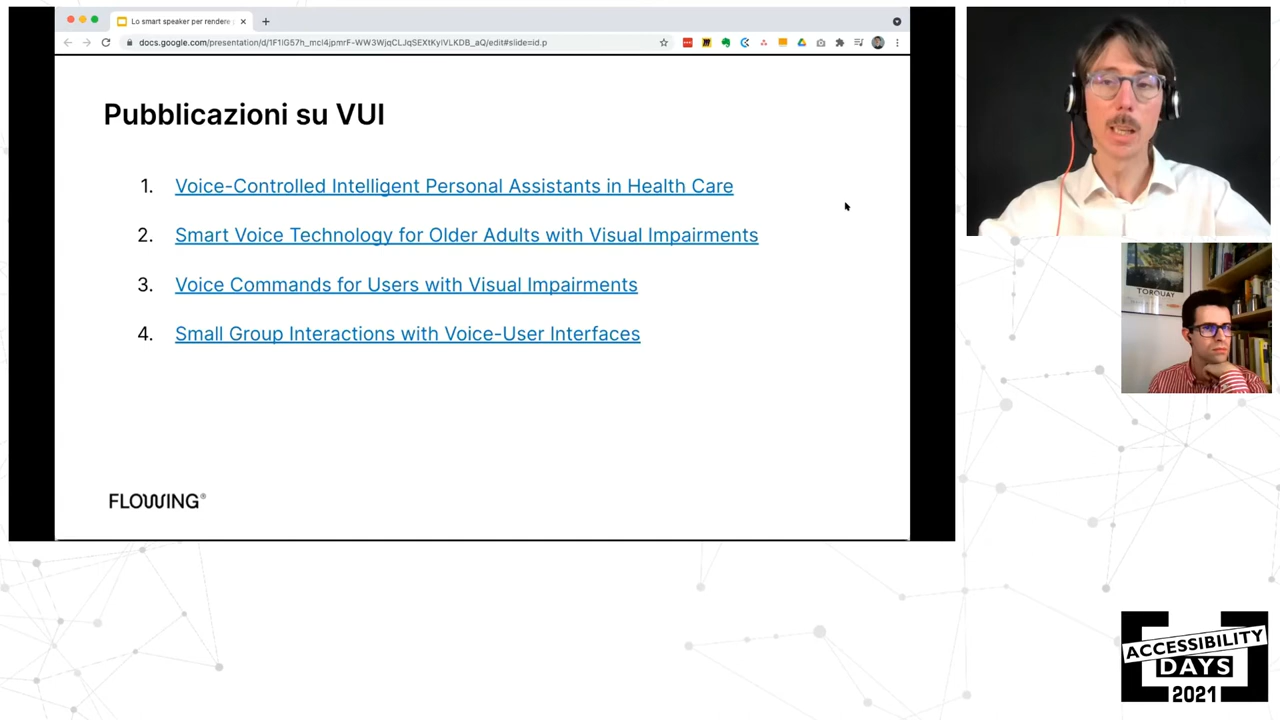 Lo smart speaker per rendere
docs.google.com/presentation/d/1F1lG57h_mcl4jpmrF-WW3WjqCLJqSEXtKylVLKDB_aQ/edit#slide=id.p
Pubblicazioni su VUI
1. Voice-Controlled Intelligent Personal Assistants in Health Care
2. Smart Voice Technology for Older Adults with Visual Impairments
3. Voice Commands for Users with Visual Impairments
4. Small Group Interactions with Voice-User Interfaces
FLOWING®
TORQUAY
ACCESSIBILITY
DAYS
2021